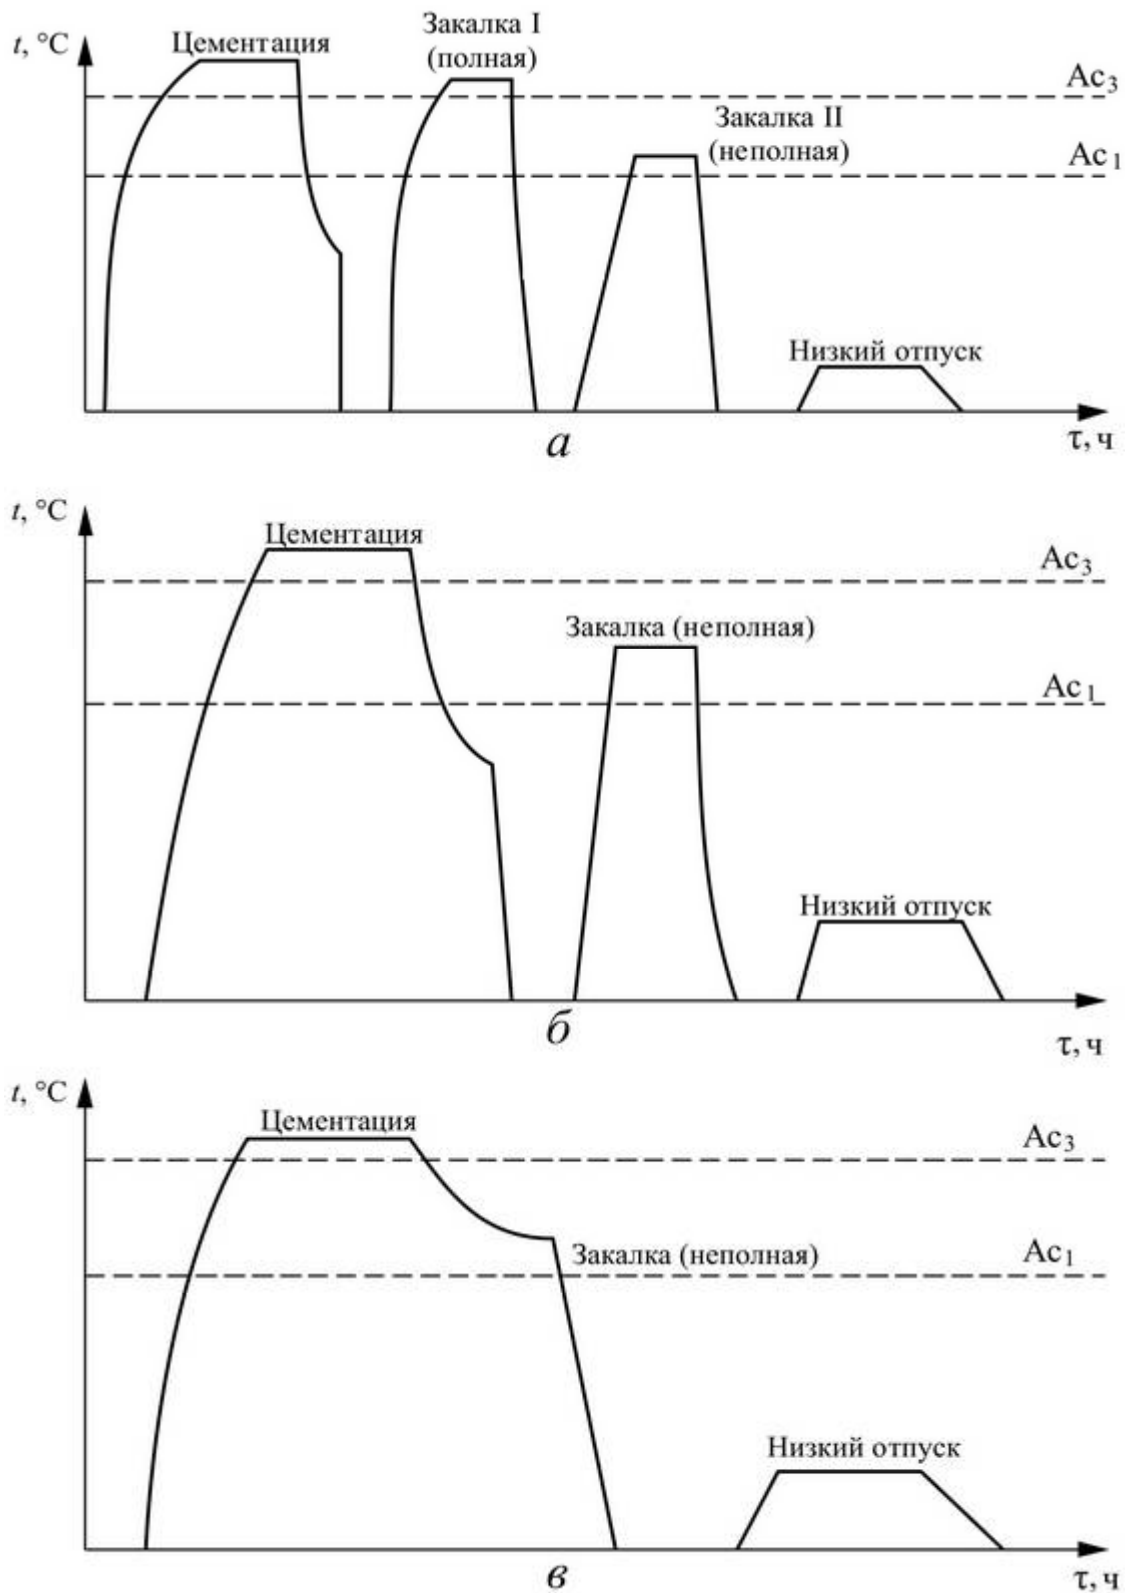 t, °C
Цементация
Закалка I
(полная)
Ac3
Закалка II
(неполная)
Ac1
Низкий отпуск
τ, ч
а
t, °C
Цементация
Ac3
Закалка (неполная)
Ac1
Низкий отпуск
б
τ, ч
t, °C
Цементация
Ac3
Закалка (неполная)
Ac1
Низкий отпуск
в
τ, ч